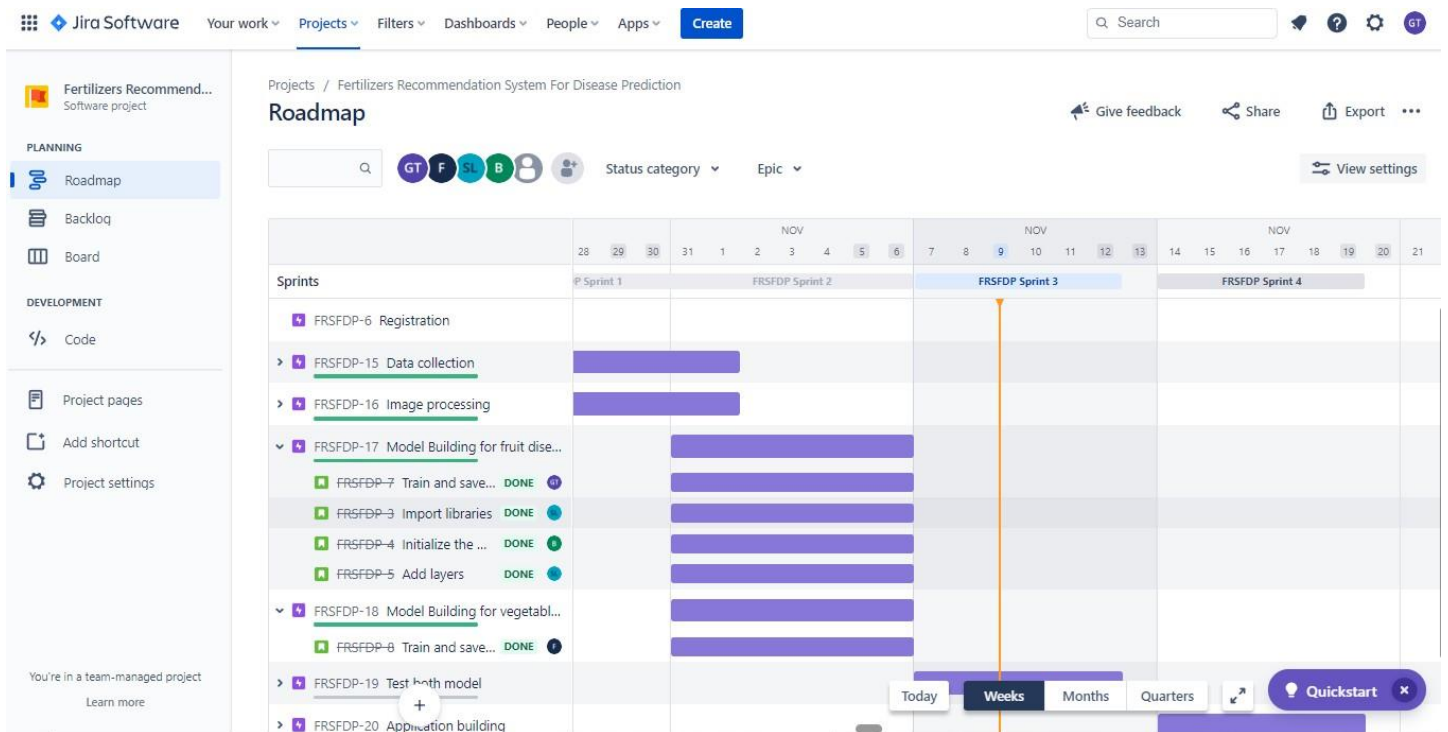 Jira Software Your work Projects Filters Dashboards People Apps Create Search GT
Fertilizers Recommend...
Software project
PLANNING
Roadmap
Backlog
Board
DEVELOPMENT
Code
Project pages
Add shortcut
Project settings
You're in a team-managed project
Learn more
Projects / Fertilizers Recommendation System For Disease Prediction
Roadmap
Give feedback Share Export
GT F SL B Status category Epic View settings
NOV NOV NOV
28 29 30 31 1 2 3 4 5 6 7 8 9 10 11 12 13 14 15 16 17 18 19 20 21
Sprints P Sprint 1 FRSFDP Sprint 2 FRSFDP Sprint 3 FRSFDP Sprint 4
FRSFDP-6 Registration
FRSFDP-15 Data collection
FRSFDP-16 Image processing
FRSFDP-17 Model Building for fruit dise...
FRSFDP-7 Train and save... DONE GT
FRSFDP-3 Import libraries DONE SL
FRSFDP-4 Initialize the ... DONE B
FRSFDP-5 Add layers DONE SL
FRSFDP-18 Model Building for vegetabl...
FRSFDP-8 Train and save... DONE F
FRSFDP-19 Test both model
FRSFDP-20 Application building
Today Weeks Months Quarters Quickstart